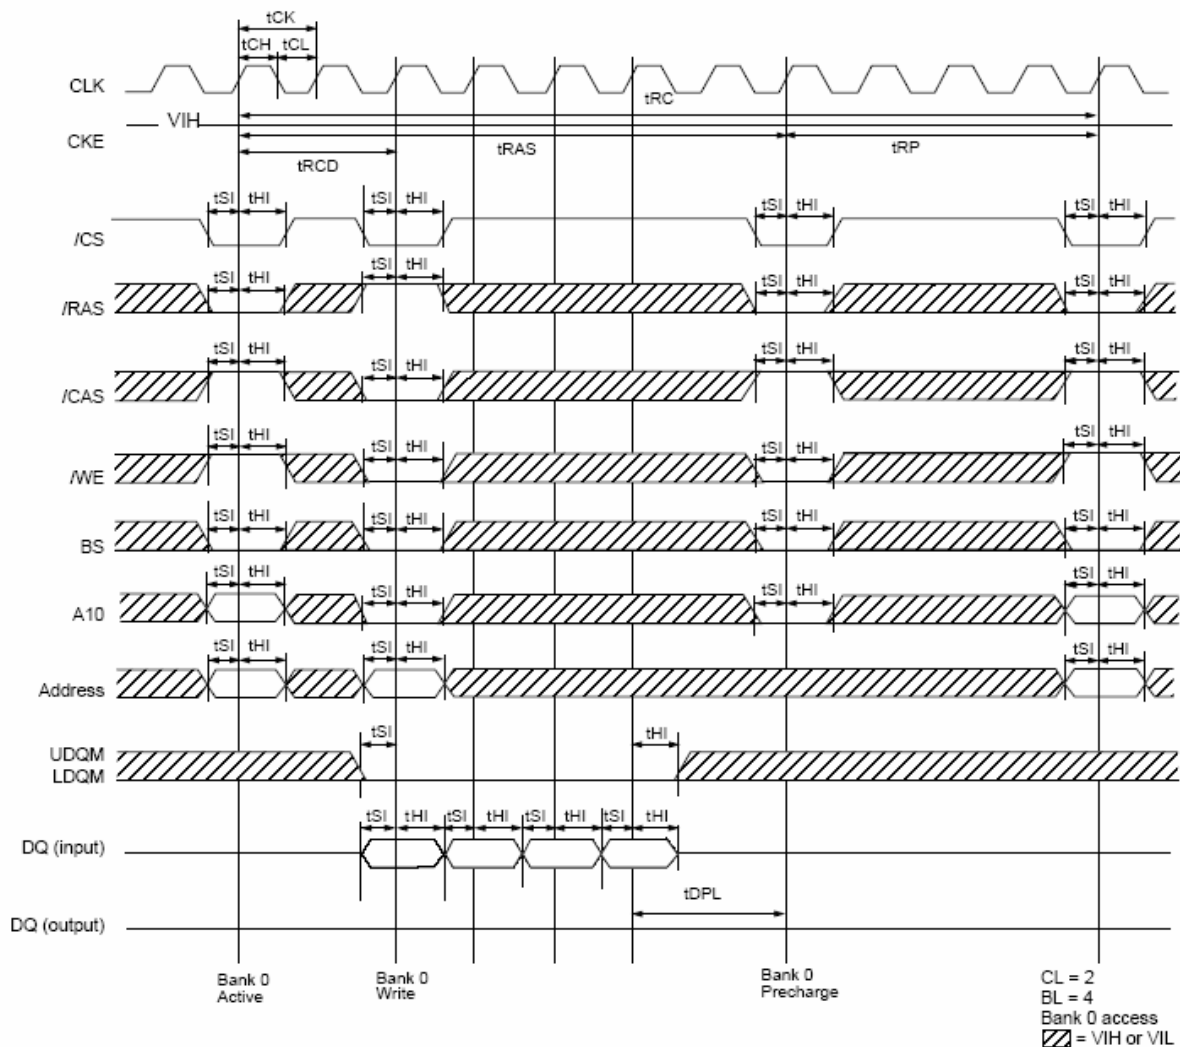 tCK
tCH tCL
CLK
tRC
VIH
CKE
tRAS
tRP
tRCD
tSI tHI tSI tHI tSI tHI tSI tHI
/CS
tSI tHI tSI tHI tSI tHI tSI tHI
/RAS
tSI tHI tSI tHI tSI tHI tSI tHI
/CAS
tSI tHI tSI tHI tSI tHI tSI tHI
/WE
tSI tHI tSI tHI tSI tHI tSI tHI
BS
tSI tHI tSI tHI tSI tHI tSI tHI
A10
tSI tHI tSI tHI tSI tHI
Address
tSI tHI
UDQM
LDQM
tSI tHI tSI tHI tSI tHI tSI tHI
DQ (input)
tDPL
DQ (output)
Bank 0
Active
Bank 0
Write
Bank 0
Precharge
CL = 2
BL = 4
Bank 0 access
= VIH or VIL